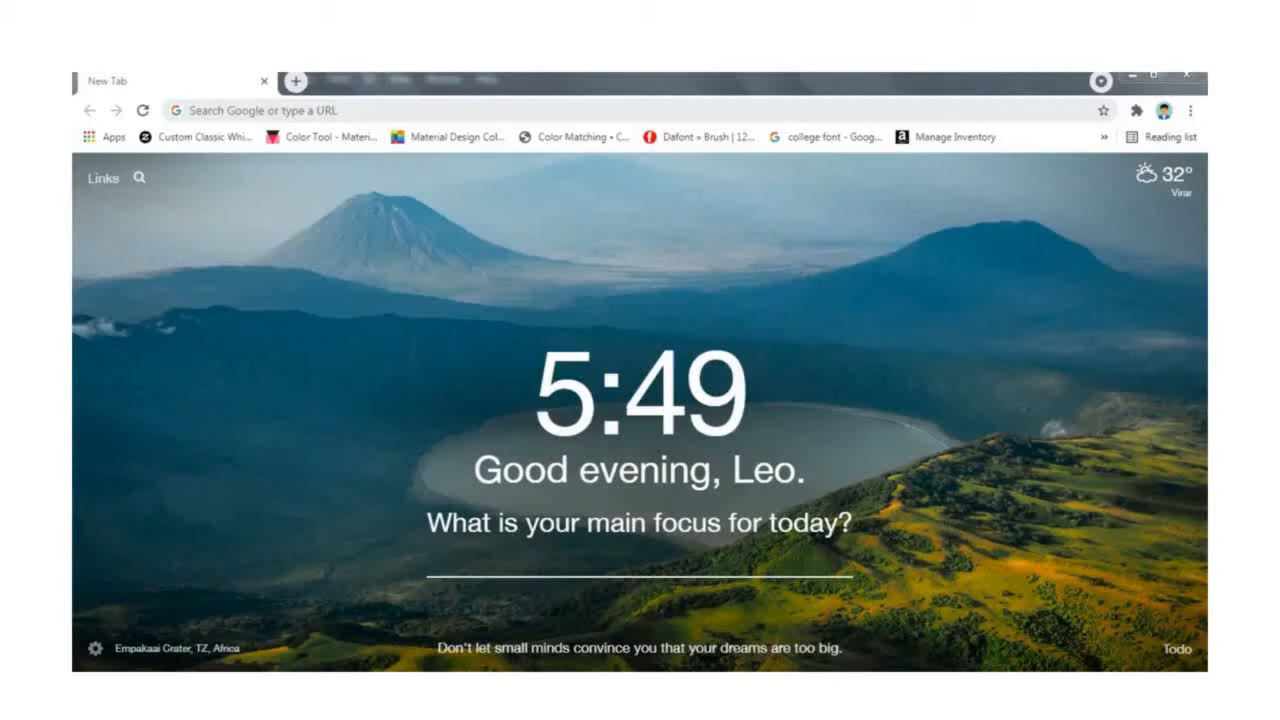 New Tab
Search Google or type a URL
Apps
Custom Classic Whi...
Color Tool - Materi...
Material Design Col...
Color Matching • C...
Dafont » Brush | 12...
college font - Goog...
Manage Inventory
»
Reading list
Links
32°
Virar
5:49
Good evening, Leo.
What is your main focus for today?
Empakaai Crater, TZ, Africa
Don't let small minds convince you that your dreams are too big.
Todo